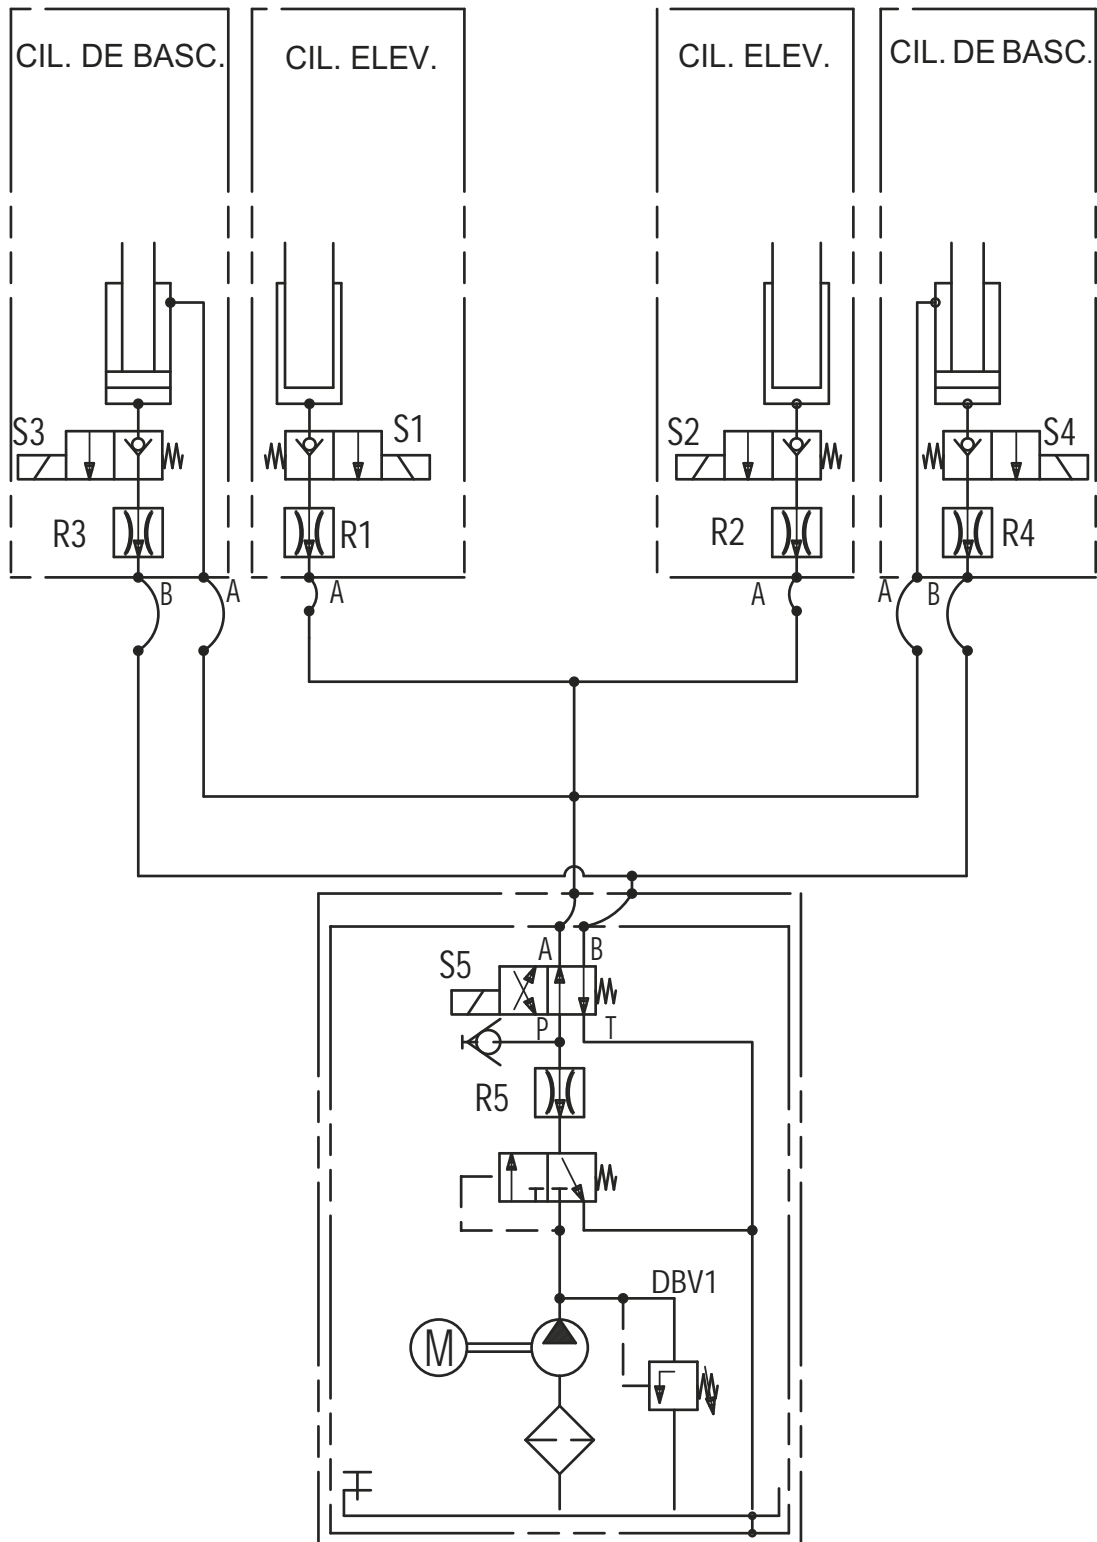 CIL. DE BASC.
CIL. ELEV.
CIL. ELEV.
CIL. DE BASC.
S3
S1
S2
S4
R3
R1
R2
R4
B
A
A
A
A
B
A
B
S5
P
T
R5
DBV1
M